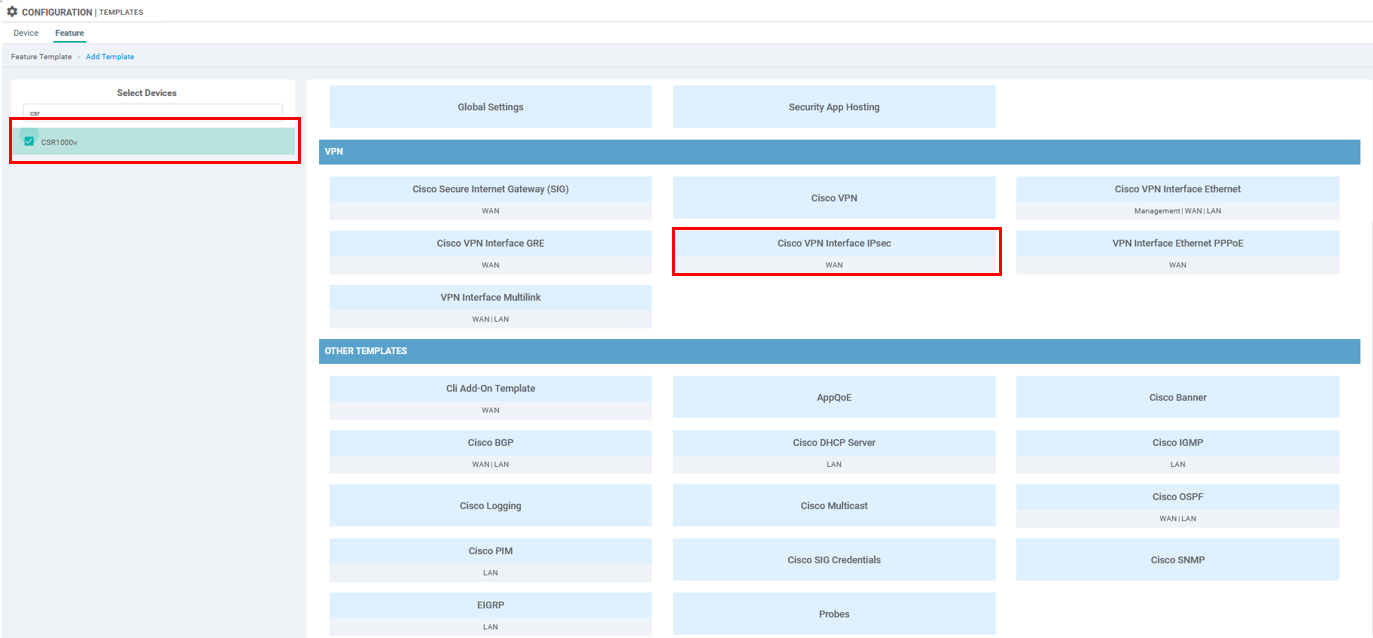 CONFIGURATION | TEMPLATES
Device Feature
Feature Template Add Template
Select Devices
csr
CSR1000v
Global Settings
Security App Hosting
VPN
Cisco Secure Internet Gateway (SIG)
WAN
Cisco VPN
Cisco VPN Interface Ethernet
Management | WAN | LAN
Cisco VPN Interface GRE
WAN
Cisco VPN Interface IPsec
WAN
VPN Interface Ethernet PPPoE
WAN
VPN Interface Multilink
WAN | LAN
OTHER TEMPLATES
Cli Add-On Template
WAN
AppQoE
Cisco Banner
Cisco BGP
WAN | LAN
Cisco DHCP Server
LAN
Cisco IGMP
LAN
Cisco Logging
Cisco Multicast
Cisco OSPF
WAN | LAN
Cisco PIM
LAN
Cisco SIG Credentials
Cisco SNMP
EIGRP
LAN
Probes